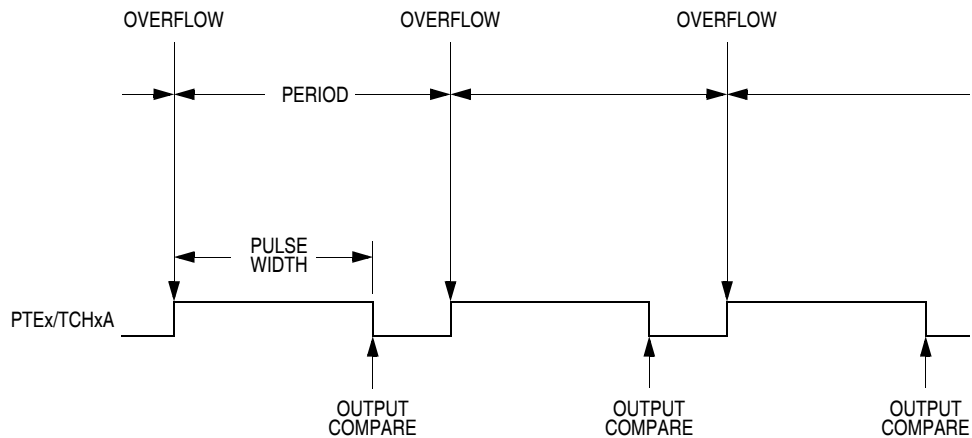 OVERFLOW
OVERFLOW
OVERFLOW
PERIOD
PULSE
WIDTH
PTEx/TCHxA
OUTPUT
COMPARE
OUTPUT
COMPARE
OUTPUT
COMPARE